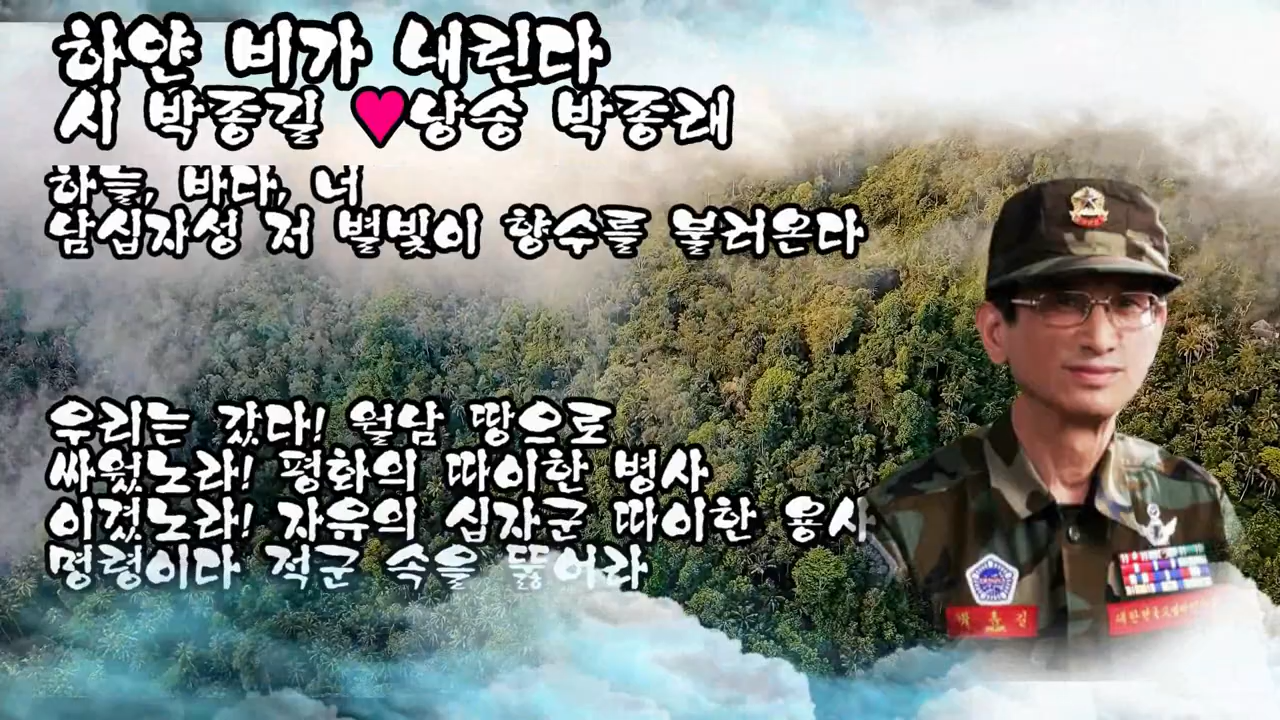 하얀 비가 내린다
시 박종길 ♥낭송 박종래
하늘, 바다, 너
남십자성 저 별빛이 향수를 불러온다
우리는 갔다! 월남 땅으로
싸웠노라! 평화의 따이한 병사
이겼노라! 자유의 십자군 따이한 용사
명령이다 적군 속을 뚫어라